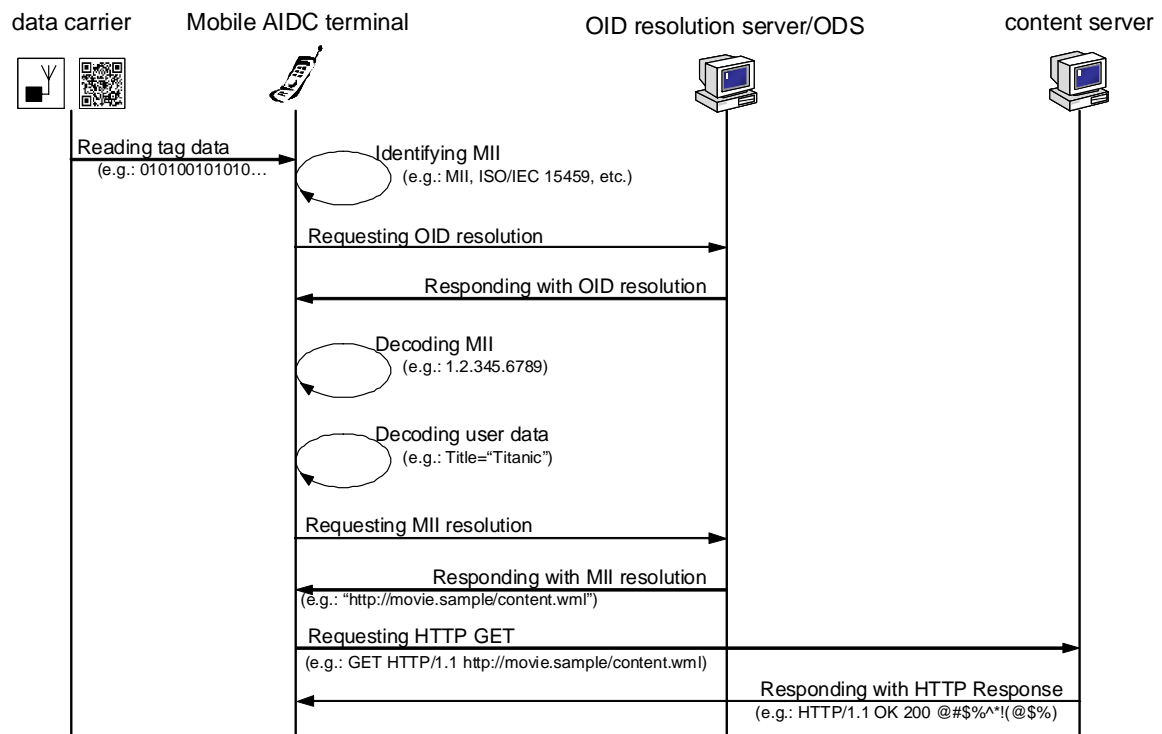 data carrier
Mobile AIDC terminal
OID resolution server/ODS
content server
Reading tag data
(e.g.: 010100101010…
Identifying MII
(e.g.: MII, ISO/IEC 15459, etc.)
Requesting OID resolution
Responding with OID resolution
Decoding MII
(e.g.: 1.2.345.6789)
Decoding user data
(e.g.: Title=“Titanic”)
Requesting MII resolution
Responding with MII resolution
(e.g.: “http://movie.sample/content.wml”)
Requesting HTTP GET
(e.g.: GET HTTP/1.1 http://movie.sample/content.wml)
Responding with HTTP Response
(e.g.: HTTP/1.1 OK 200 @#$%^*!(@$%)